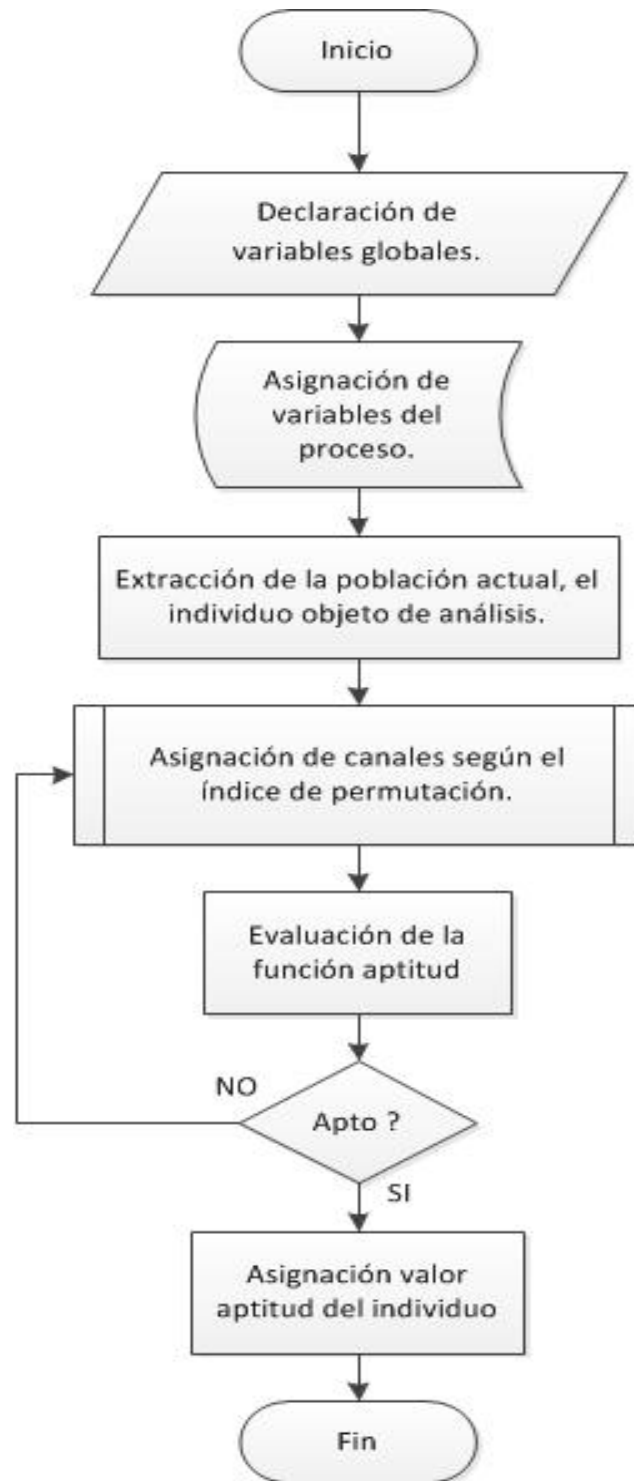 Inicio
Declaración de
variables globales.
Asignación de
variables del
proceso.
Extracción de la población actual, el
individuo objeto de análisis.
Asignación de canales según el
índice de permutación.
Evaluación de la
función aptitud
NO
Apto ?
SI
Asignación valor
aptitud del individuo
Fin